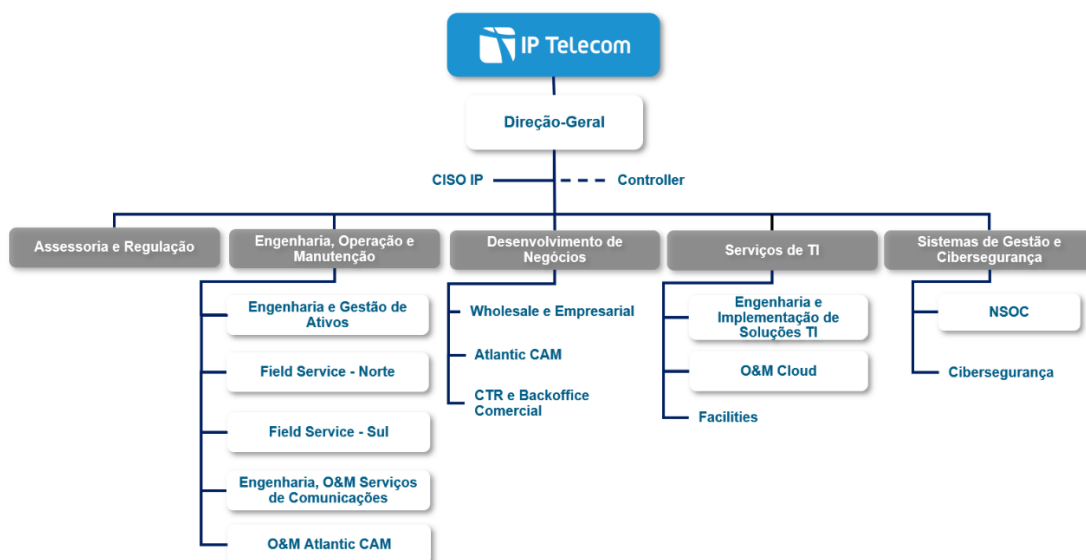 IP Telecom
Direção-Geral
CISO IP
Controller
Assessoria e Regulação
Engenharia, Operação e
Manutenção
Desenvolvimento de
Negócios
Serviços de TI
Sistemas de Gestão e
Cibersegurança
Engenharia e Gestão de
Ativos
Field Service - Norte
Field Service - Sul
Engenharia, O&M Serviços
de Comunicações
O&M Atlantic CAM
Wholesale e Empresarial
Atlantic CAM
CTR e Backoffice
Comercial
Engenharia e
Implementação de
Soluções TI
O&M Cloud
Facilities
NSOC
Cibersegurança